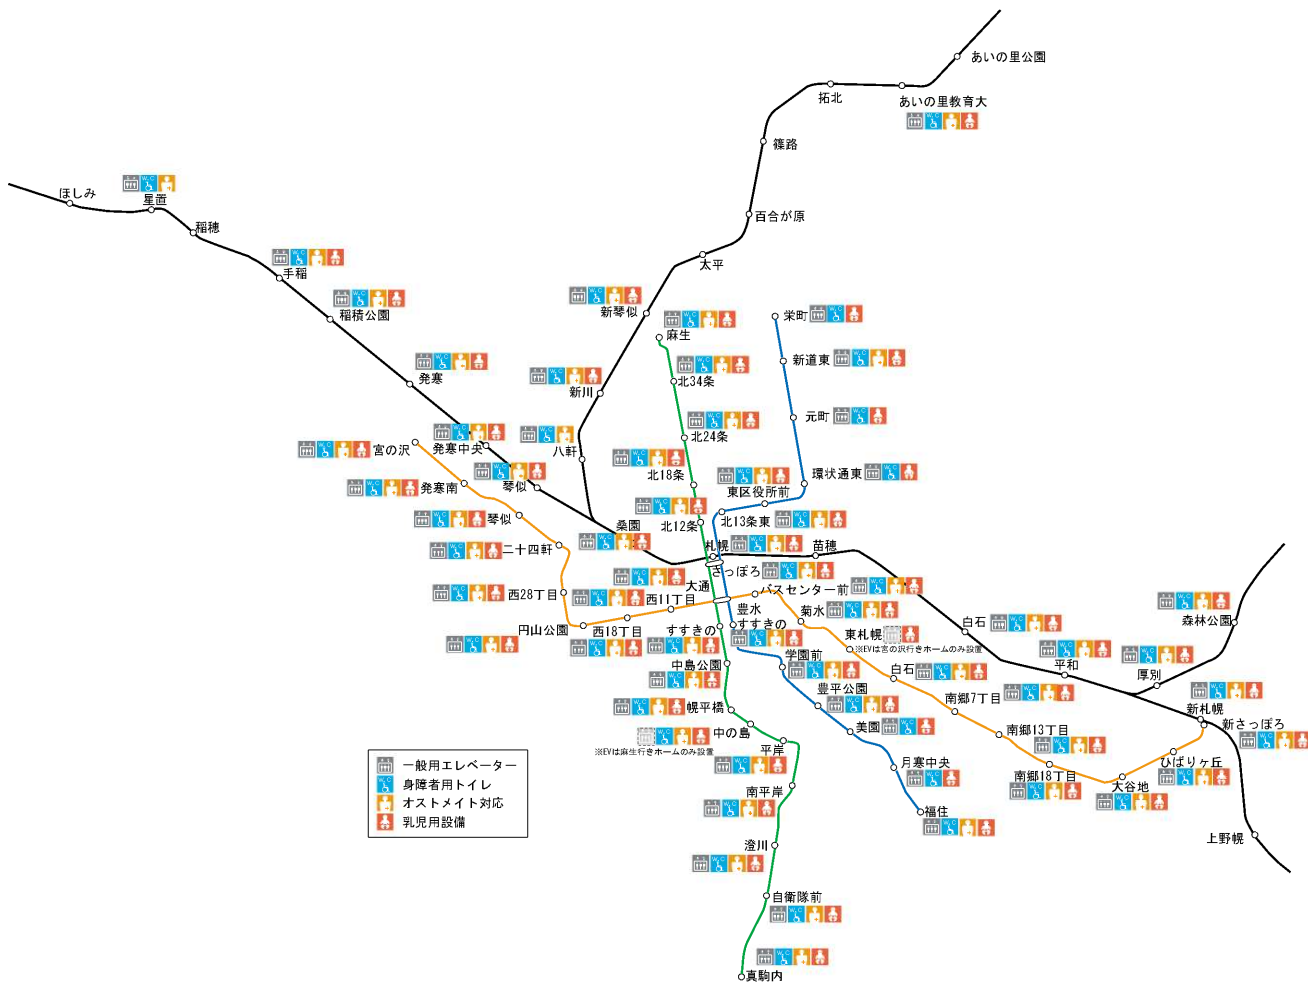 あいの里公園
拓北
あいの里教育大
篠路
ほしみ
星置
稲穂
百合が原
太平
手稲
稲積公園
新琴似
麻生
栄町
新道東
発寒
新川
北34条
元町
宮の沢
発寒中央
八軒
北24条
琴似
北18条
東区役所前
環状通東
発寒南
琴似
桑園
北12条
北13条東
二十四軒
札幌
苗穂
さっぽろ
西28丁目
西11丁目
大通
バスセンター前
豊水
すすきの
菊水
円山公園
西18丁目
すすきの
東札幌
※EVは宮の沢行きホームのみ設置
白石
森林公園
中島公園
学園前
白石
平和
厚別
幌平橋
豊平公園
南郷7丁目
新札幌
中の島
※EVは麻生行きホームのみ設置
平岸
美園
南郷13丁目
新さっぽろ
月寒中央
南郷18丁目
大谷地
ひばりヶ丘
南平岸
福住
上野幌
澄川
自衛隊前
真駒内
一般用エレベーター
身障者用トイレ
オストメイト対応
乳児用設備